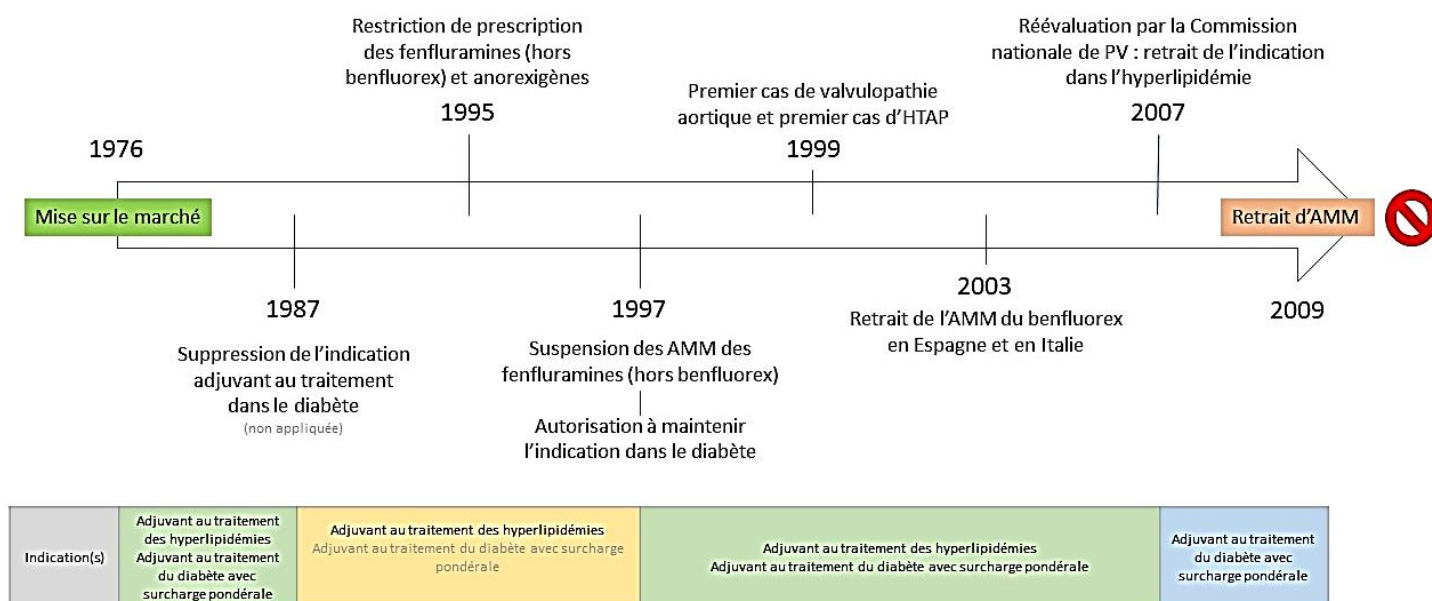 Restriction de prescription
des fenfluramines (hors
benfluorex) et anorexigènes
1995
Réévaluation par la Commission
nationale de PV : retrait de l’indication
dans l’hyperlipidémie
2007
Premier cas de valvulopathie
aortique et premier cas d’HTAP
1999
1976
Mise sur le marché
Retrait d’AMM
1987
Suppression de l’indication
adjuvant au traitement
dans le diabète
(non appliquée)
1997
Suspension des AMM des
fenfluramines (hors benfluorex)
Autorisation à maintenir
l’indication dans le diabète
2003
Retrait de l’AMM du benfluorex
en Espagne et en Italie
2009
Indication(s)
Adjuvant au traitement
des hyperlipidémies
Adjuvant au traitement
du diabète avec
surcharge pondérale
Adjuvant au traitement des hyperlipidémies
Adjuvant au traitement du diabète avec surcharge
pondérale
Adjuvant au traitement des hyperlipidémies
Adjuvant au traitement du diabète avec surcharge pondérale
Adjuvant au traitement
du diabète avec
surcharge pondérale